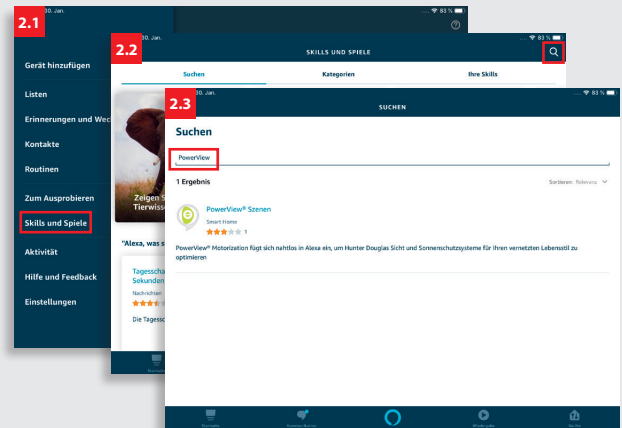 2.1
30. Jan.
83 %
Gerät hinzufügen
Listen
Erinnerungen und Wec
Kontakte
Routinen
Zum Ausprobieren
Skills und Spiele
Aktivität
Hilfe und Feedback
Einstellungen
2.2
30. Jan.
83 %
SKILLS UND SPIELE
Suchen
Kategorien
Ihre Skills
Zeigen S
Tierwiss
"Alexa, was s
Tagesscha
Sekunden
Nachrichten
Die Tagessc
2.3
30. Jan.
83 %
SUCHEN
Suchen
PowerView
1 Ergebnis
Sortieren: Relevanz
PowerView® Szenen
Smart Home
1
PowerView® Motorization fügt sich nahtlos in Alexa ein, um Hunter Douglas Sicht und Sonnenschutzsysteme für Ihren vernetzten Lebensstil zu
optimieren